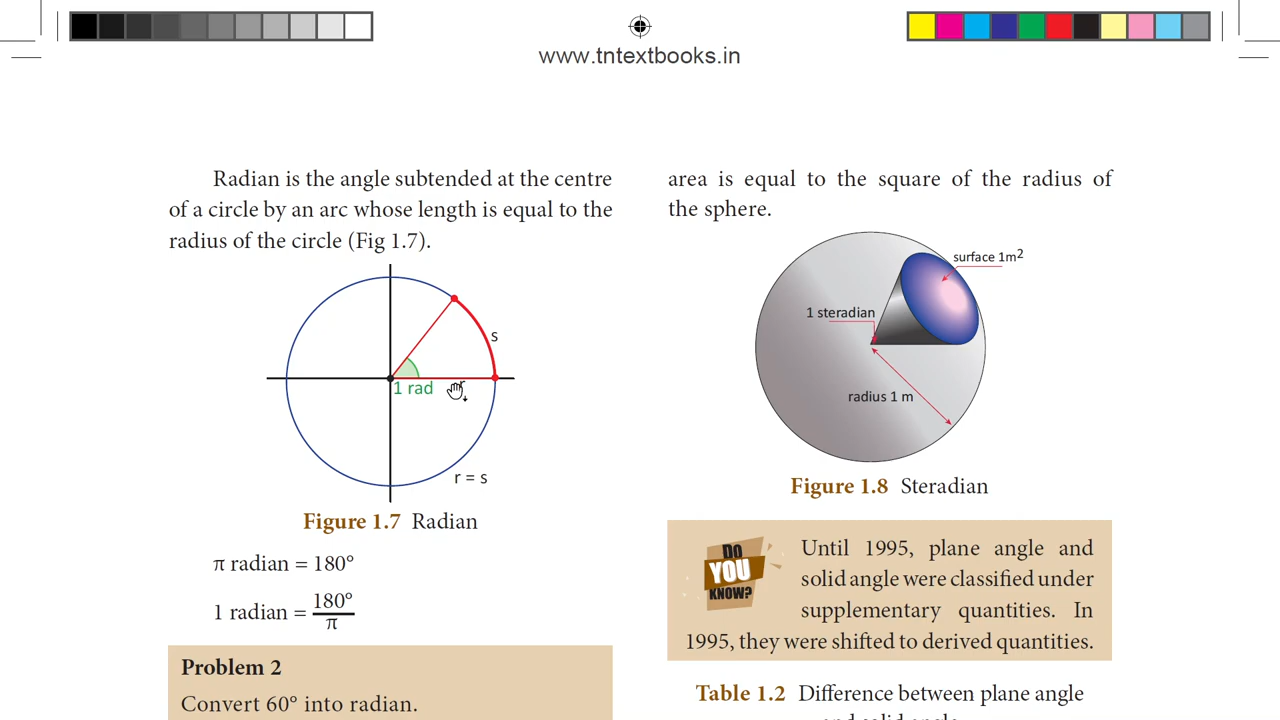 www.tntextbooks.in
Radian is the angle subtended at the centre
of a circle by an arc whose length is equal to the
radius of the circle (Fig 1.7).
s
1 rad
r
r = s
Figure 1.7 Radian
π radian = 180°
1 radian = 180°
π
Problem 2
Convert 60° into radian.
area is equal to the square of the radius of
the sphere.
surface 1m²
1 steradian
radius 1 m
Figure 1.8 Steradian
DO
YOU
KNOW?
Until 1995, plane angle and
solid angle were classified under
supplementary quantities. In
1995, they were shifted to derived quantities.
Table 1.2 Difference between plane angle
and solid angle